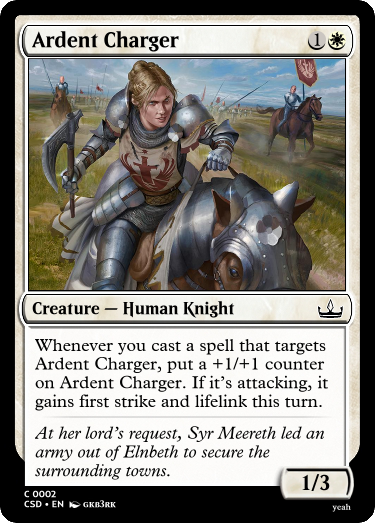 Ardent Charger 1
Creature — Human Knight
Whenever you cast a spell that targets
Ardent Charger, put a +1/+1 counter
on Ardent Charger. If it's attacking, it
gains first strike and lifelink this turn.
At her lord's request, Syr Meereth led an
army out of Elnbeth to secure the
surrounding towns.
1/3
C 0002
CSD • EN GKB3RK
yeah